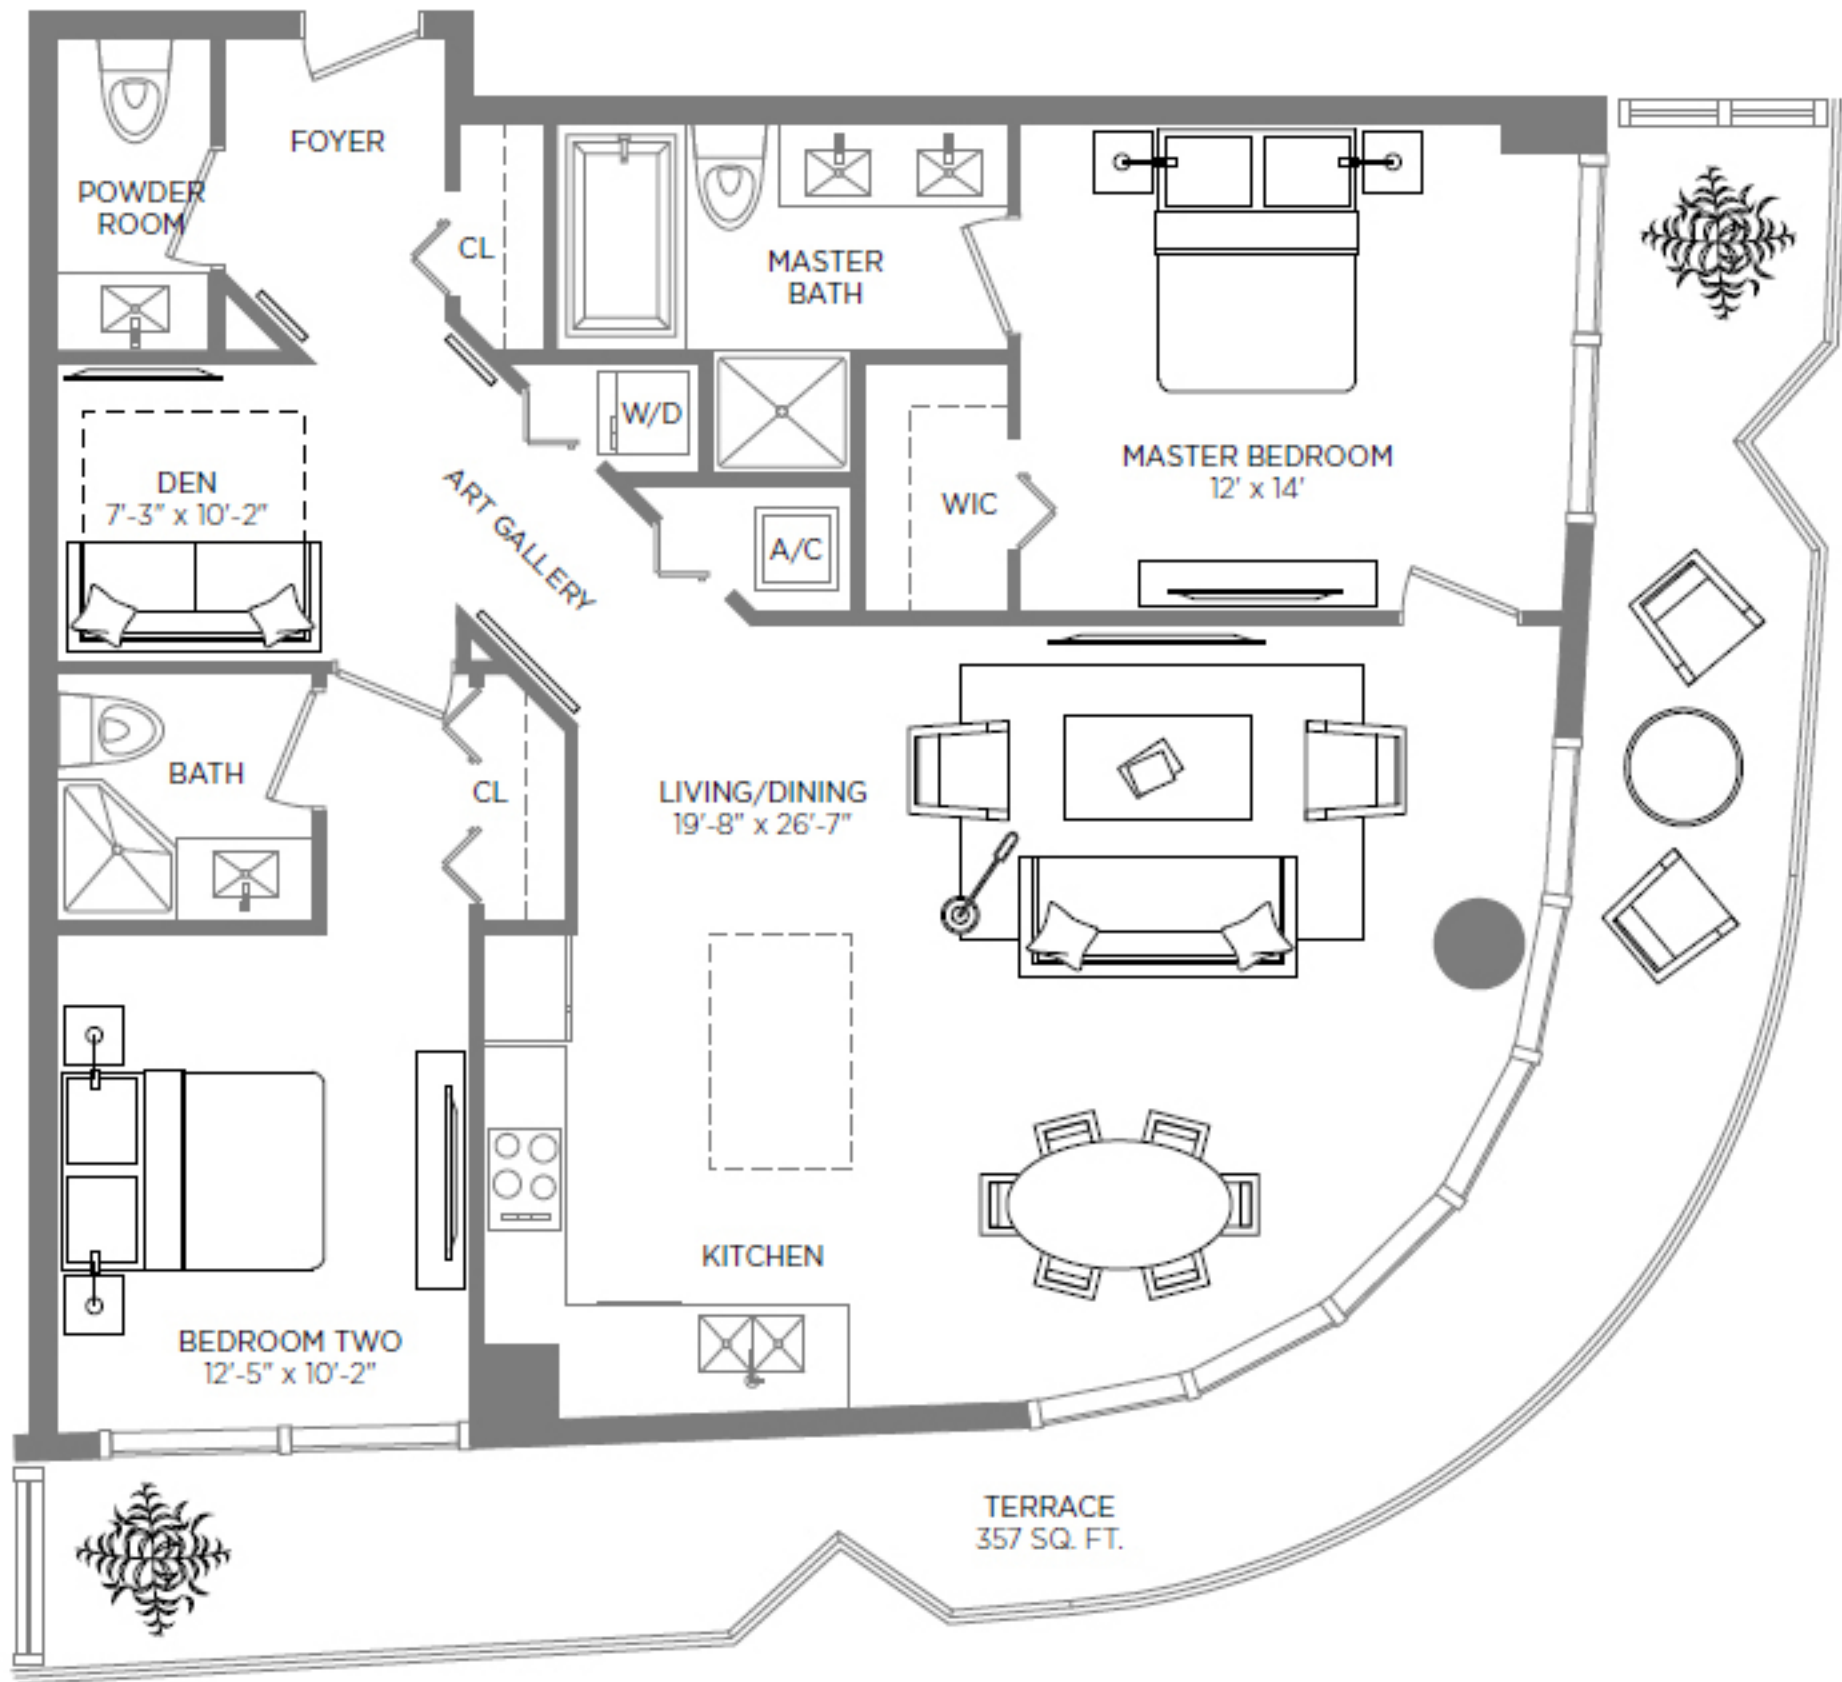 FOYER
POWDER
ROOM
CL
MASTER
BATH
W/D
DEN
7'-3" x 10'-2"
ART GALLERY
A/C
WIC
MASTER BEDROOM
12' x 14'
BATH
CL
LIVING/DINING
19'-8" x 26'-7"
KITCHEN
BEDROOM TWO
12'-5" x 10'-2"
TERRACE
357 SQ. FT.